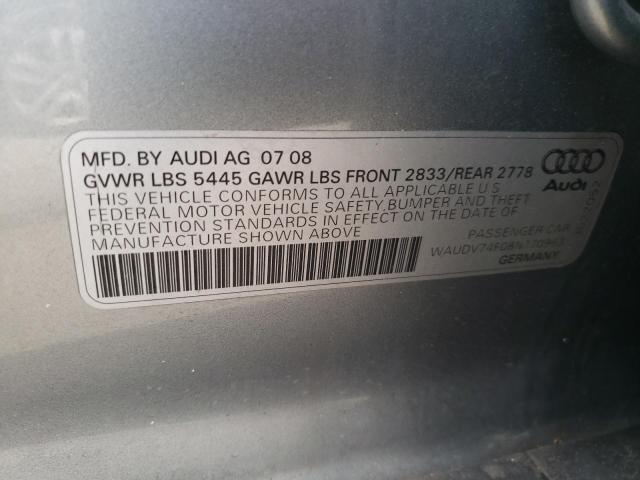 MFD. BY AUDI AG 07 08
GVWR LBS 5445 GAWR LBS FRONT 2833/REAR 2778
THIS VEHICLE CONFORMS TO ALL APPLICABLE U.S
FEDERAL MOTOR VEHICLE SAFETY, BUMPER AND THEFT
PREVENTION STANDARDS IN EFFECT ON THE DATE OF
MANUFACTURE SHOWN ABOVE
Audi
PASSENGER CAR
GERMANY